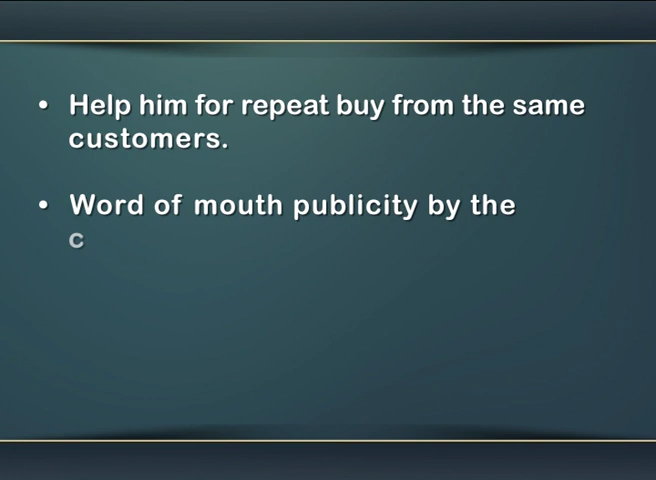 • Help him for repeat buy from the same
customers.
• Word of mouth publicity by the
c